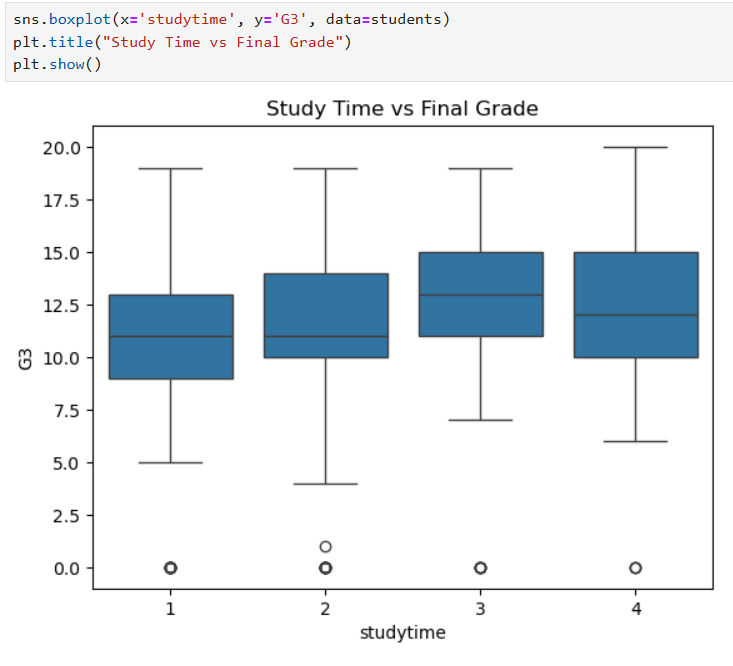 sns.boxplot(x='studytime', y='G3', data=students)
plt.title("Study Time vs Final Grade")
plt.show()
Study Time vs Final Grade
20.0
17.5
15.0
12.5
10.0
7.5
5.0
2.5
0.0
G3
1 2 3 4
studytime